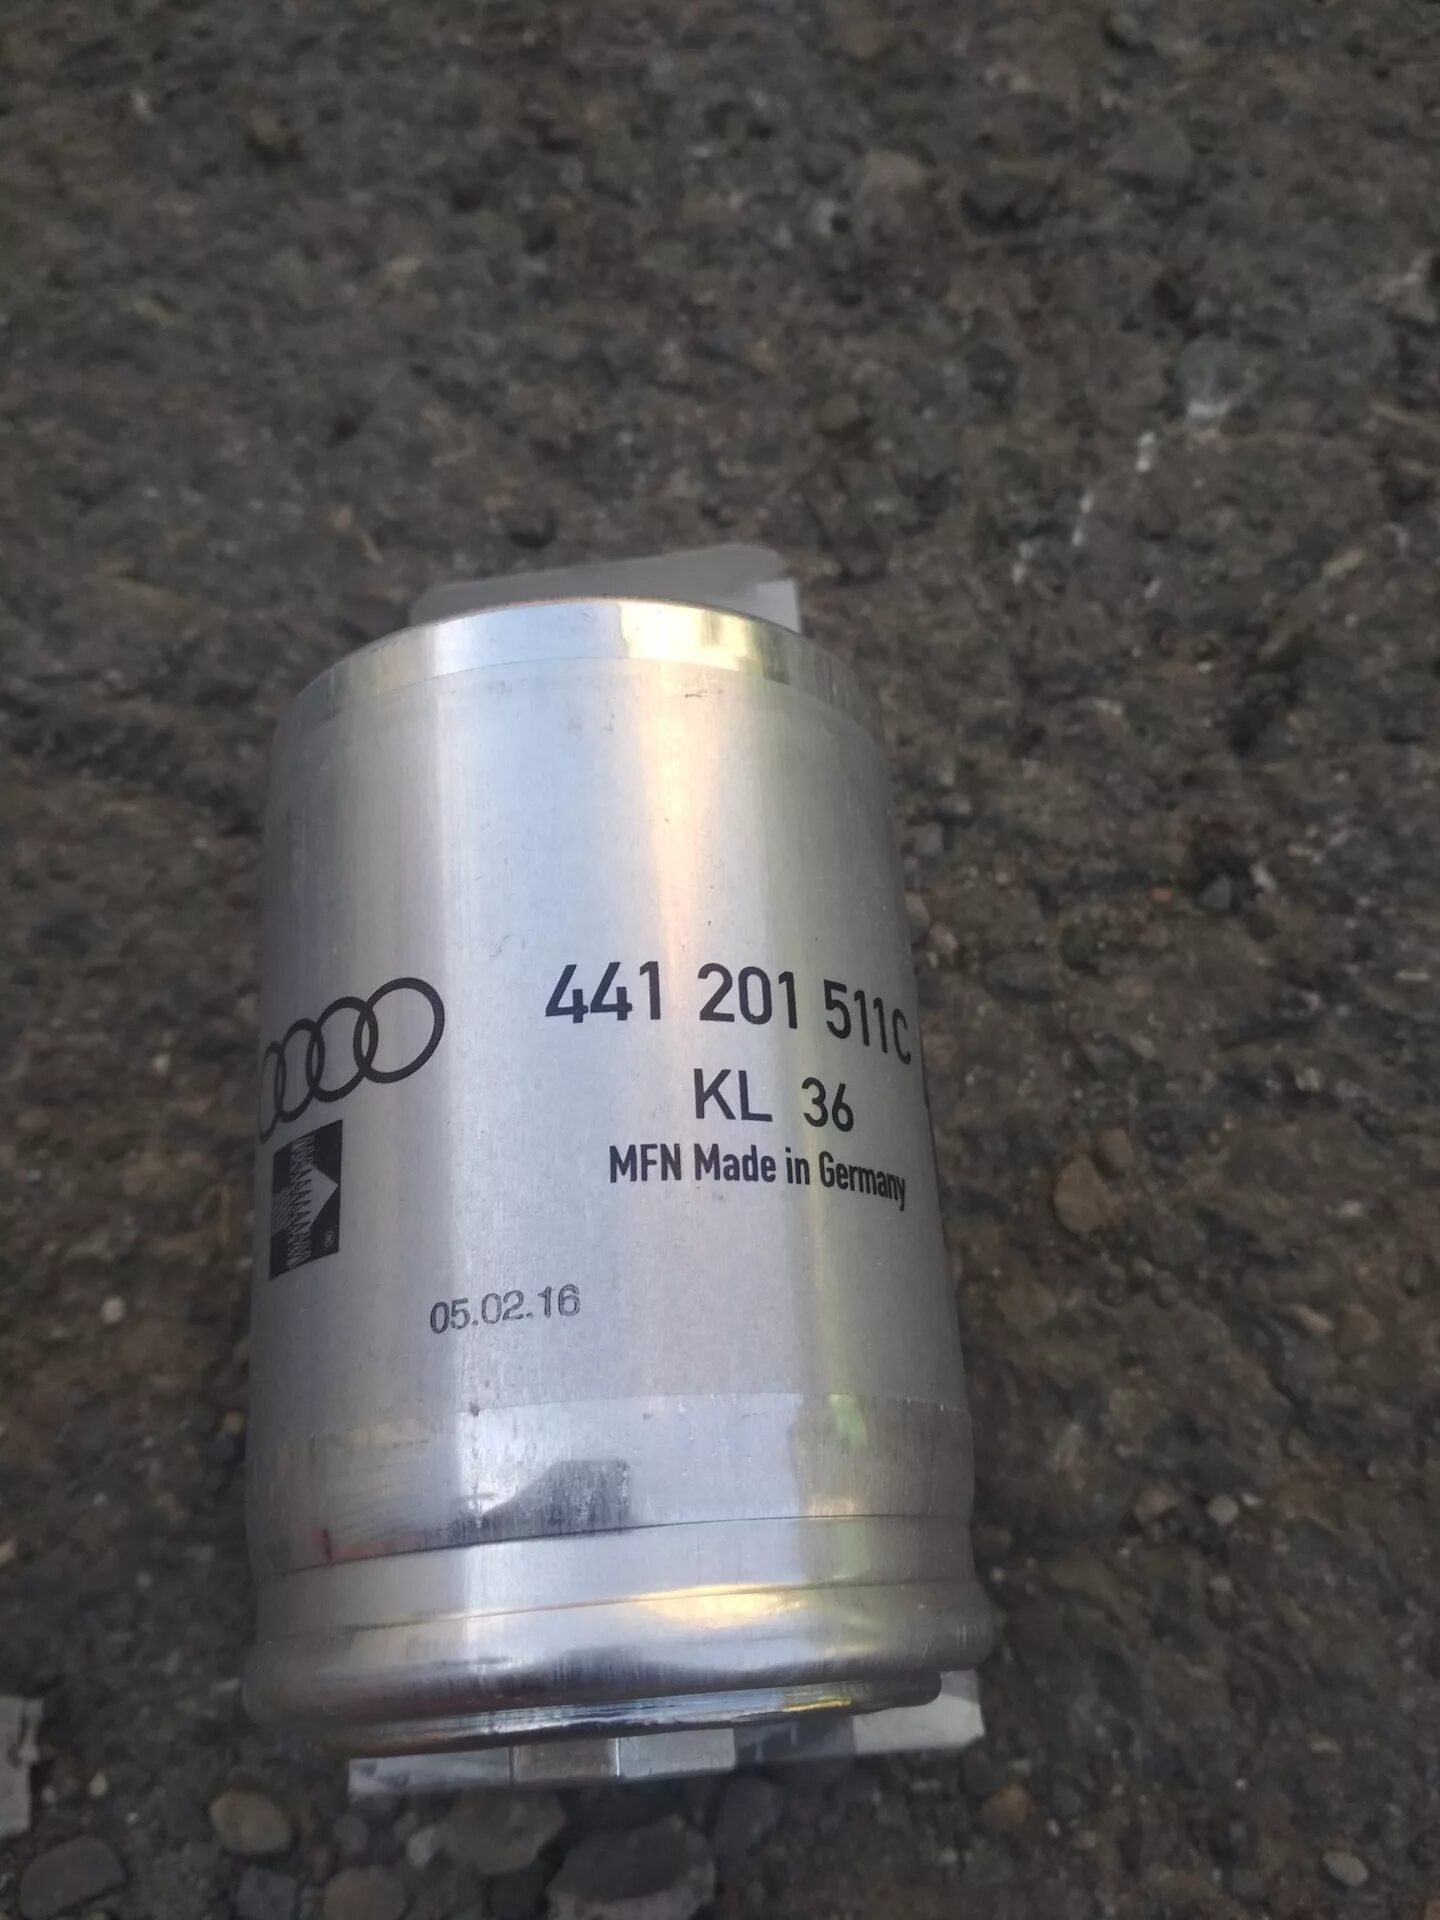 441 201 511C
KL 36
MFN Made in Germany
05.02.16